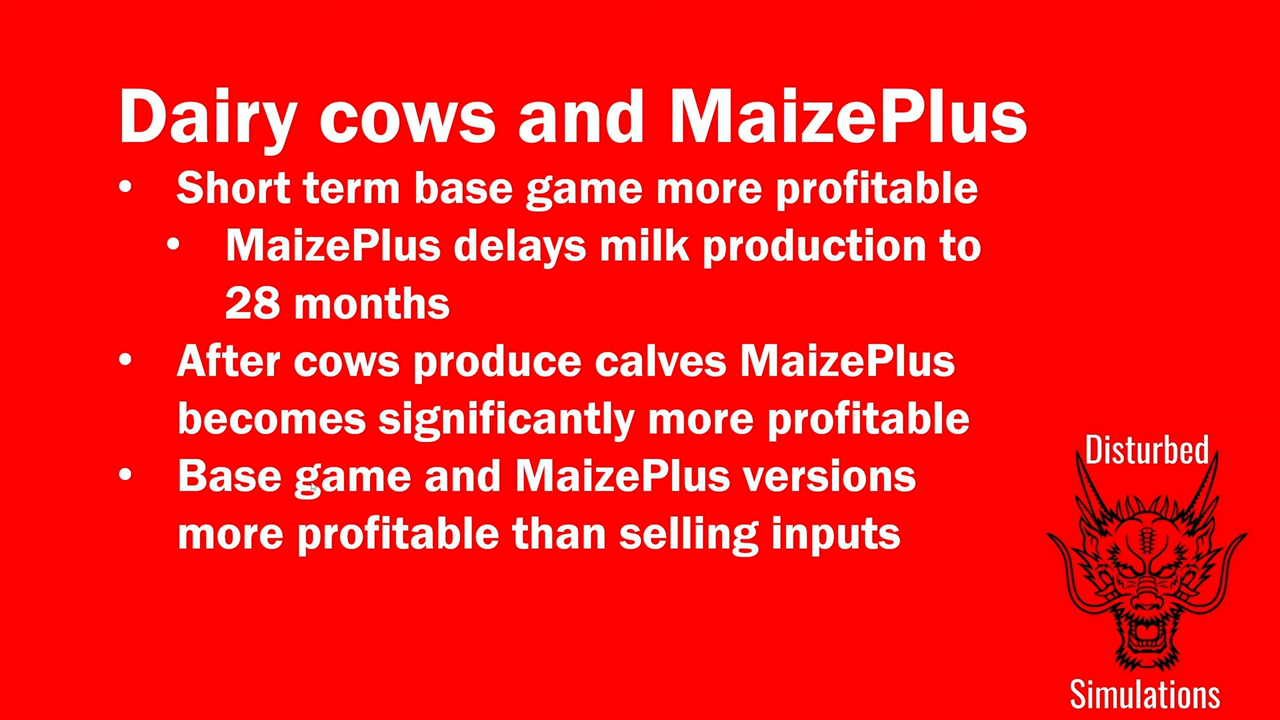 Dairy cows and MaizePlus
• Short term base game more profitable
• MaizePlus delays milk production to
28 months
• After cows produce calves MaizePlus
becomes significantly more profitable
• Base game and MaizePlus versions
more profitable than selling inputs
Disturbed
Simulations